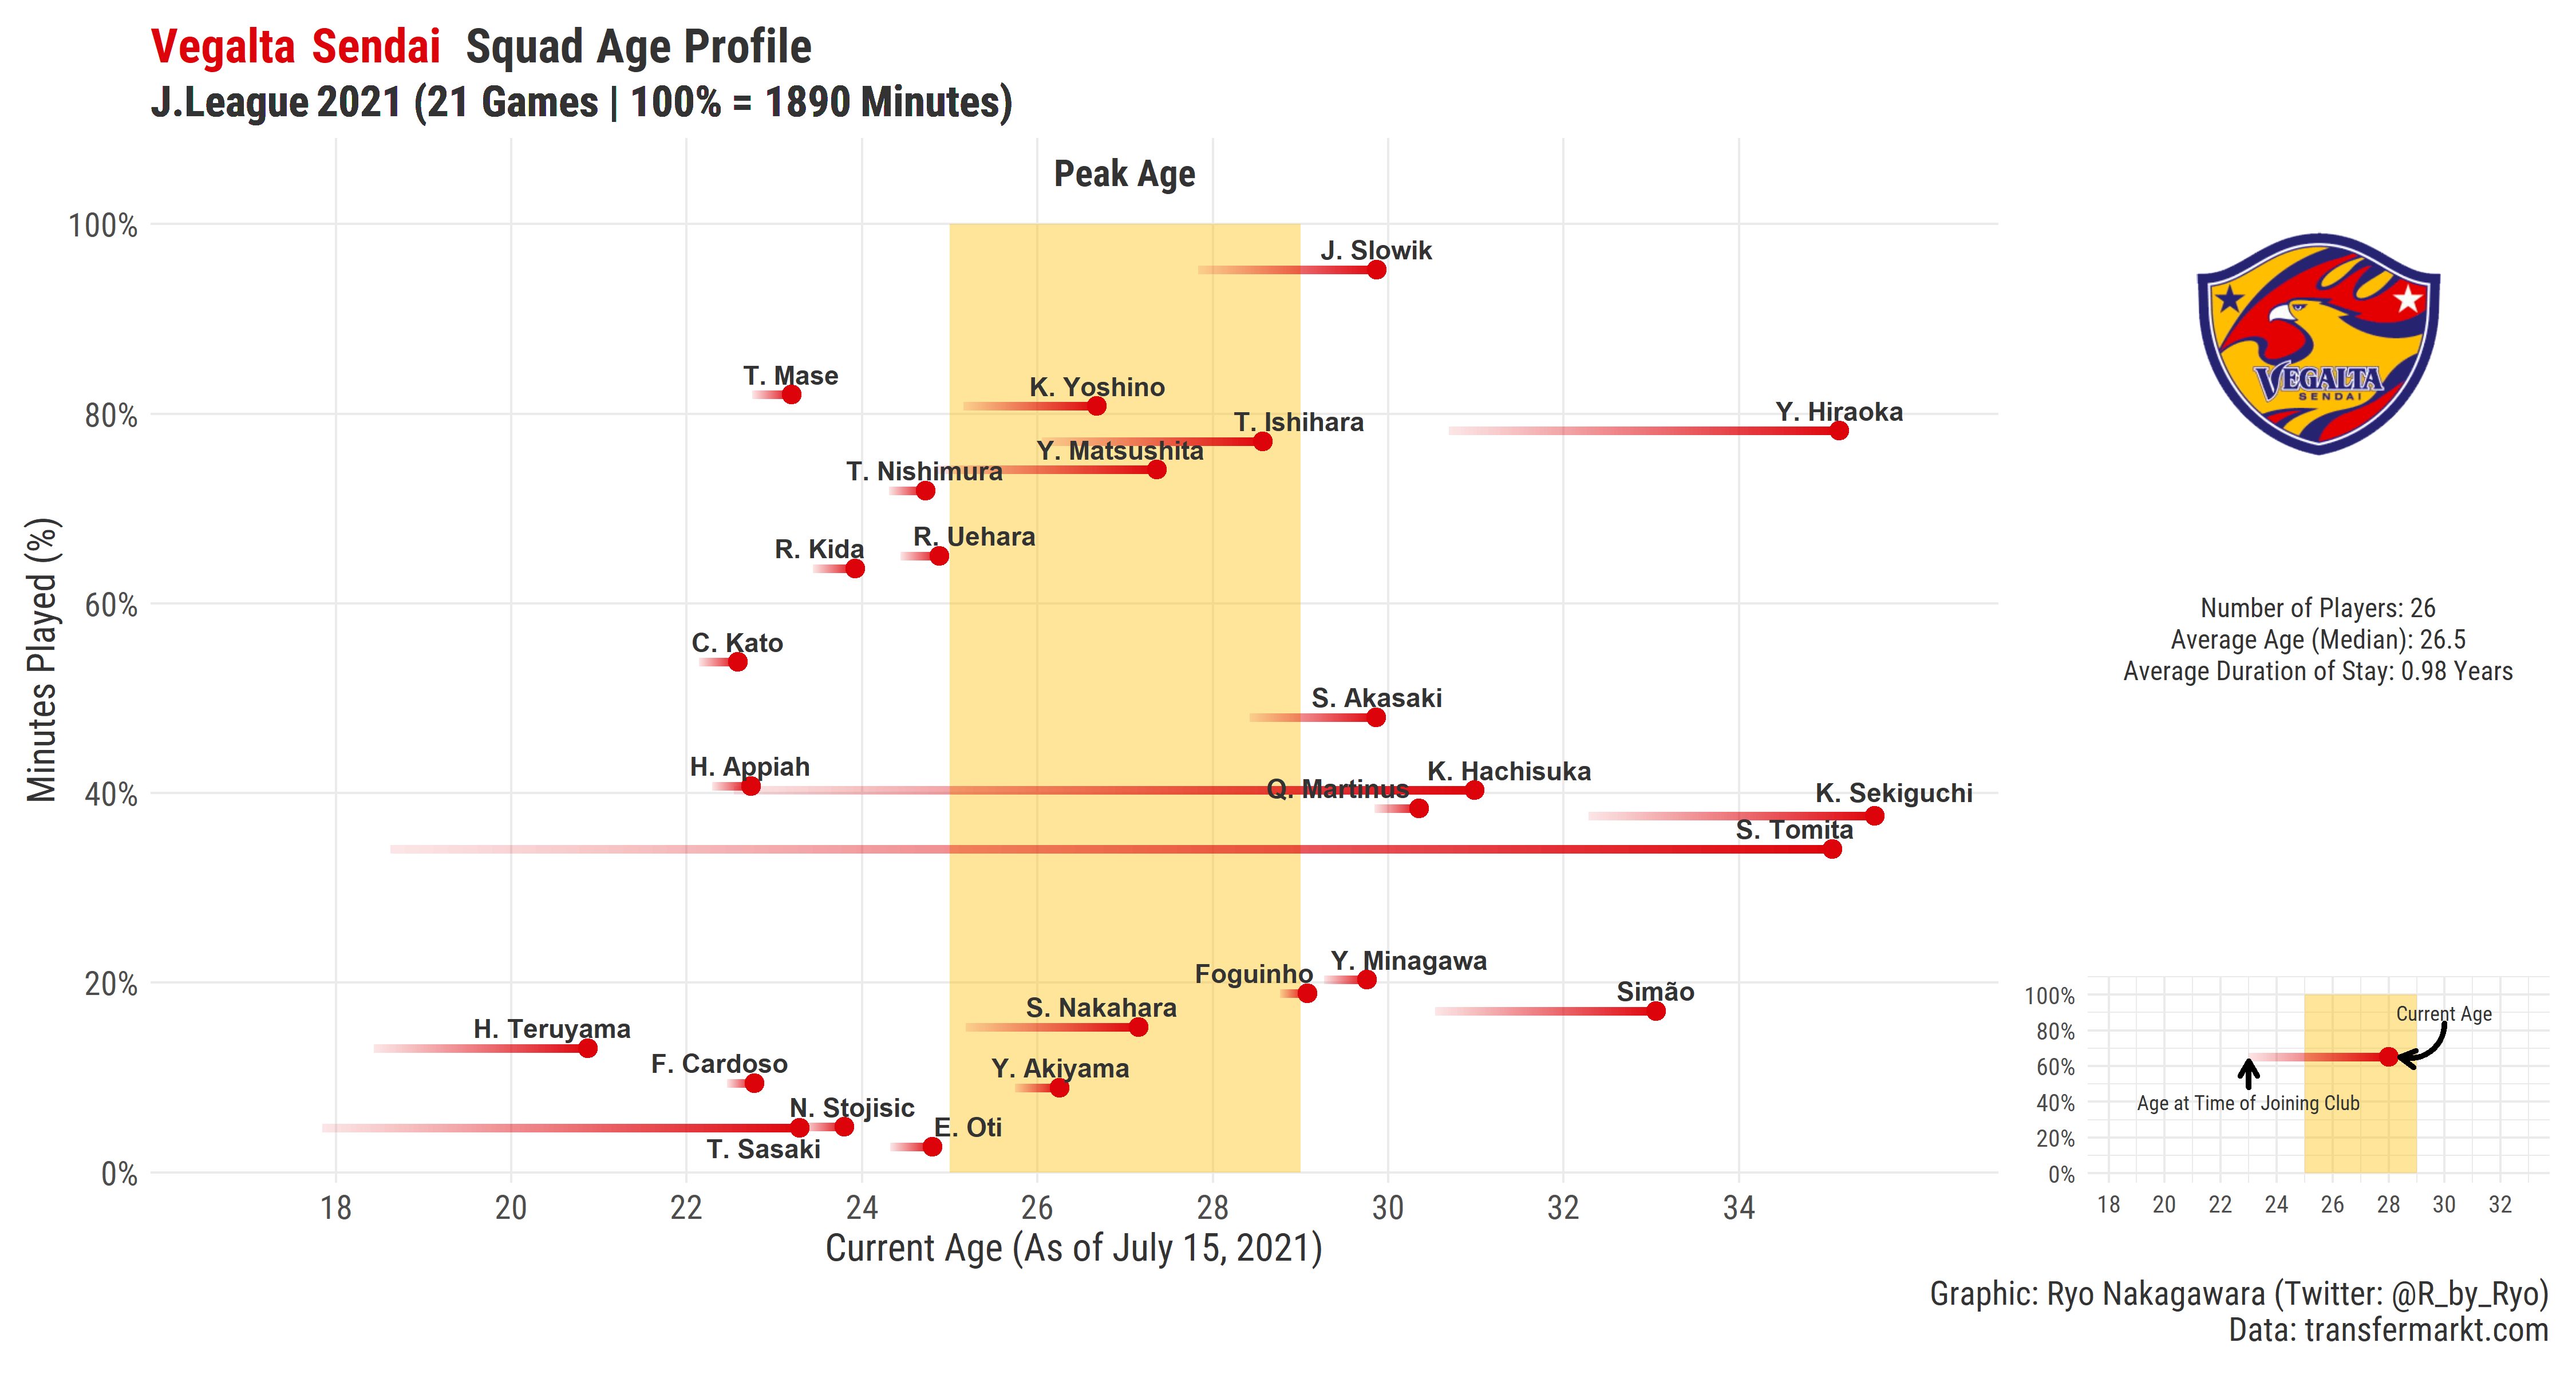 Vegalta Sendai Squad Age Profile
J.League 2021 (21 Games | 100% = 1890 Minutes)
Peak Age
Minutes Played (%)
100%
80%
60%
40%
20%
0%
J. Slowik
T. Mase
K. Yoshino
Y. Hiraoka
T. Ishihara
Y. Matsushita
T. Nishimura
R. Uehara
R. Kida
C. Kato
S. Akasaki
H. Appiah
K. Hachisuka
Q. Martinus
K. Sekiguchi
S. Tomita
Y. Minagawa
Foguinho
Simão
S. Nakahara
H. Teruyama
F. Cardoso
Y. Akiyama
N. Stojisic
E. Oti
T. Sasaki
18 20 22 24 26 28 30 32 34
Current Age (As of July 15, 2021)
VEGALTA
SENDAI
Number of Players: 26
Average Age (Median): 26.5
Average Duration of Stay: 0.98 Years
100%
80%
60%
40%
20%
0%
Current Age
Age at Time of Joining Club
18 20 22 24 26 28 30 32
Graphic: Ryo Nakagawara (Twitter: @R_by_Ryo)
Data: transfermarkt.com